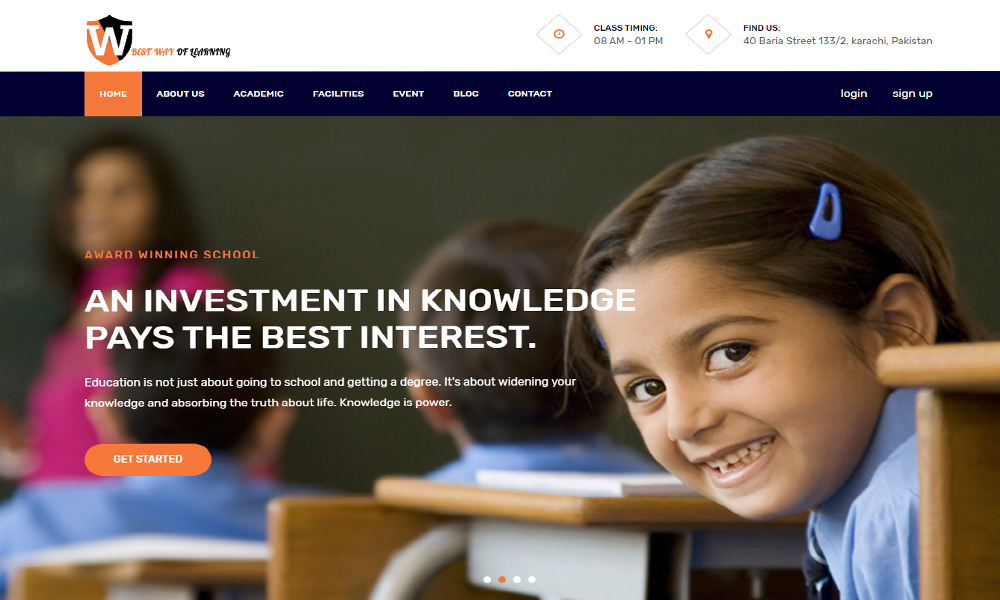 W
BEST WAY OF LEARNING
CLASS TIMING:
08 AM - 01 PM
FIND US:
40 Baria Street 133/2, karachi, Pakistan
HOME ABOUT US ACADEMIC FACILITIES EVENT BLOG CONTACT login sign up
AWARD WINNING SCHOOL
AN INVESTMENT IN KNOWLEDGE
PAYS THE BEST INTEREST.
Education is not just about going to school and getting a degree. It's about widening your
knowledge and absorbing the truth about life. Knowledge is power.
GET STARTED